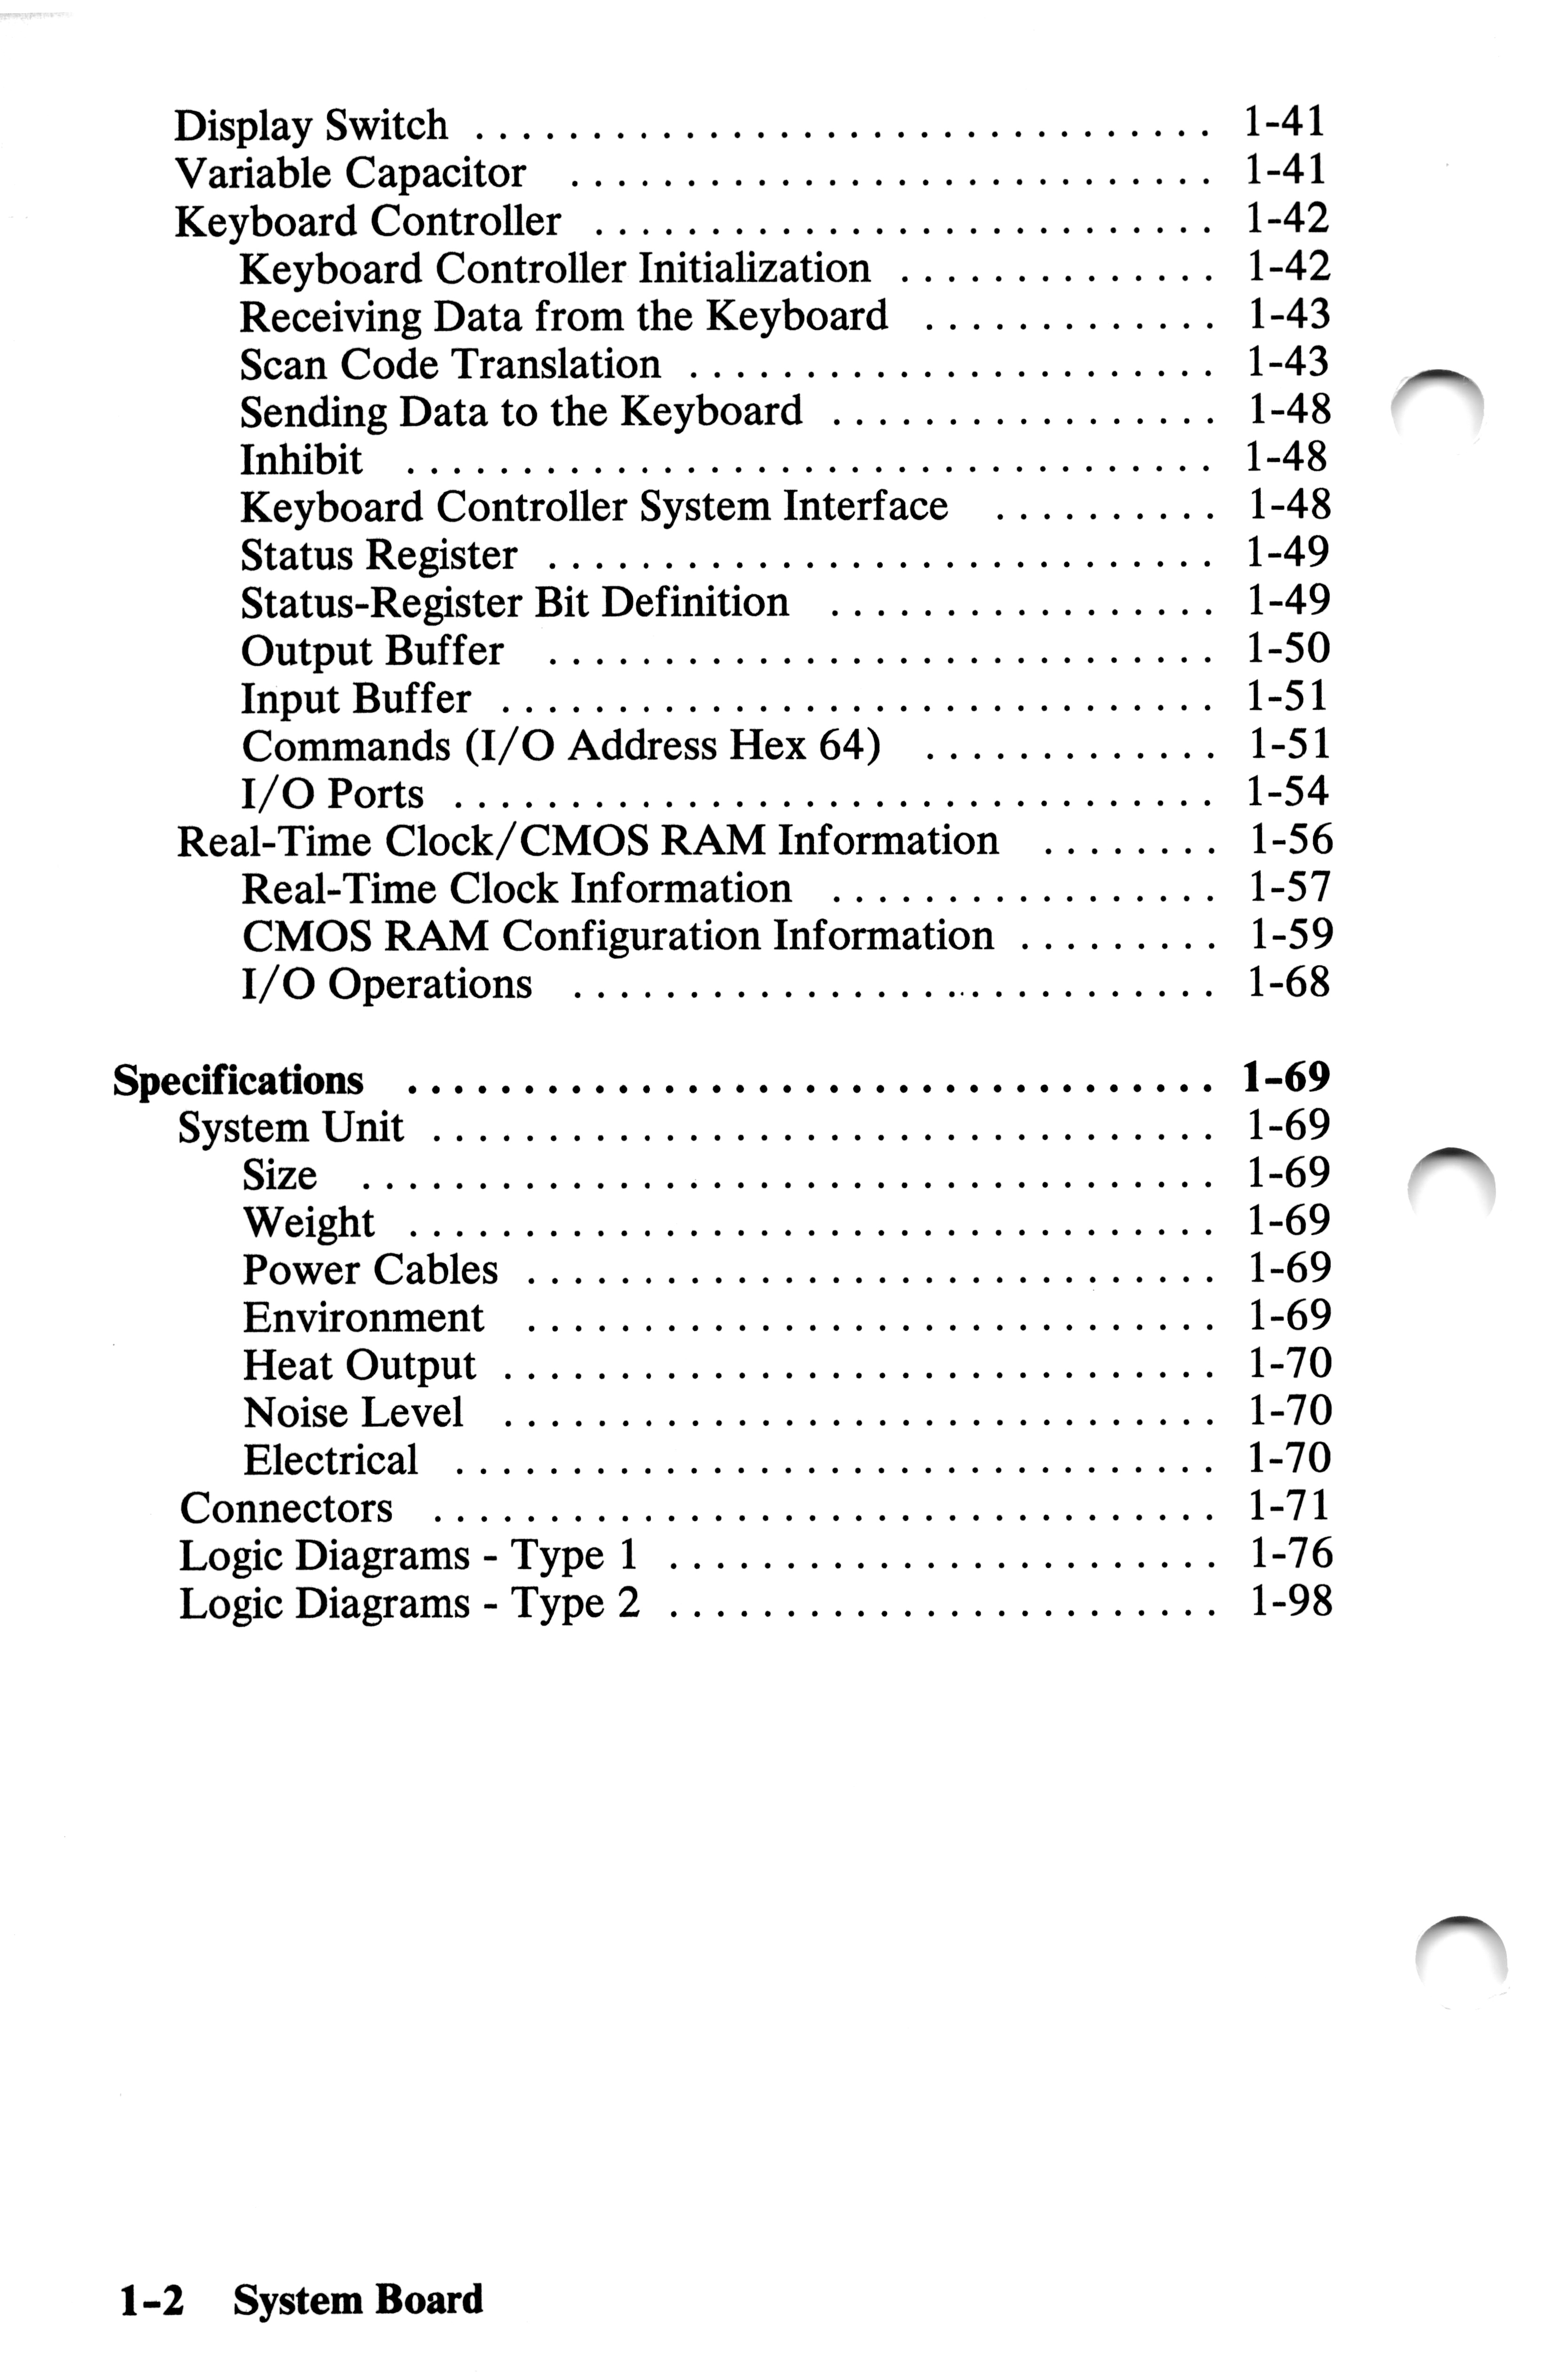 Display Switch . . . . . . . . . . . . . . . . . . . . . . . . . . . . . . . . 1-41
Variable Capacitor . . . . . . . . . . . . . . . . . . . . . . . . . . . . 1-41
Keyboard Controller . . . . . . . . . . . . . . . . . . . . . . . . . . . 1-42
Keyboard Controller Initialization . . . . . . . . . . . . . . 1-42
Receiving Data from the Keyboard . . . . . . . . . . . . . 1-43
Scan Code Translation . . . . . . . . . . . . . . . . . . . . . . . 1-43
Sending Data to the Keyboard . . . . . . . . . . . . . . . . . 1-48
Inhibit . . . . . . . . . . . . . . . . . . . . . . . . . . . . . . . . . . . 1-48
Keyboard Controller System Interface . . . . . . . . . . 1-48
Status Register . . . . . . . . . . . . . . . . . . . . . . . . . . . . . 1-49
Status-Register Bit Definition . . . . . . . . . . . . . . . . . 1-49
Output Buffer . . . . . . . . . . . . . . . . . . . . . . . . . . . . . 1-50
Input Buffer . . . . . . . . . . . . . . . . . . . . . . . . . . . . . . . 1-51
Commands (I/O Address Hex 64) . . . . . . . . . . . . . 1-51
I/O Ports . . . . . . . . . . . . . . . . . . . . . . . . . . . . . . . . . 1-54
Real-Time Clock/CMOS RAM Information . . . . . . . . 1-56
Real-Time Clock Information . . . . . . . . . . . . . . . . . 1-57
CMOS RAM Configuration Information . . . . . . . . . 1-59
I/O Operations . . . . . . . . . . . . . . . . . . . . . . . . . . . . 1-68
Specifications . . . . . . . . . . . . . . . . . . . . . . . . . . . . . . . . . . . 1-69
System Unit . . . . . . . . . . . . . . . . . . . . . . . . . . . . . . . . . . 1-69
Size . . . . . . . . . . . . . . . . . . . . . . . . . . . . . . . . . . . . . 1-69
Weight . . . . . . . . . . . . . . . . . . . . . . . . . . . . . . . . . . . 1-69
Power Cables . . . . . . . . . . . . . . . . . . . . . . . . . . . . . . 1-69
Environment . . . . . . . . . . . . . . . . . . . . . . . . . . . . . . 1-69
Heat Output . . . . . . . . . . . . . . . . . . . . . . . . . . . . . . . 1-70
Noise Level . . . . . . . . . . . . . . . . . . . . . . . . . . . . . . . 1-70
Electrical . . . . . . . . . . . . . . . . . . . . . . . . . . . . . . . . . 1-70
Connectors . . . . . . . . . . . . . . . . . . . . . . . . . . . . . . . . . . 1-71
Logic Diagrams - Type 1 . . . . . . . . . . . . . . . . . . . . . . . . 1-76
Logic Diagrams - Type 2 . . . . . . . . . . . . . . . . . . . . . . . . 1-98
1-2 System Board